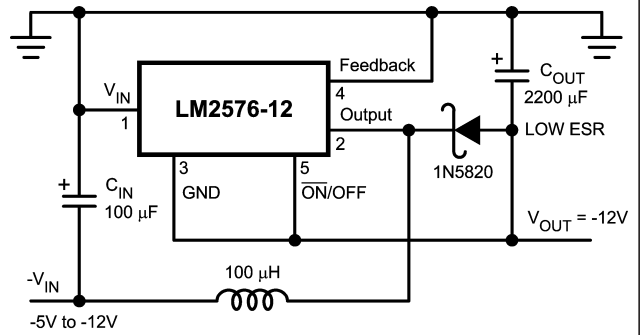 Feedback
4
+
C_OUT
2200 µF
V_IN
1
LM2576-12
Output
2
LOW ESR
1N5820
3
GND
5
O̅N̅/OFF
+
C_IN
100 µF
V_OUT = -12V
100 µH
-V_IN
-5V to -12V